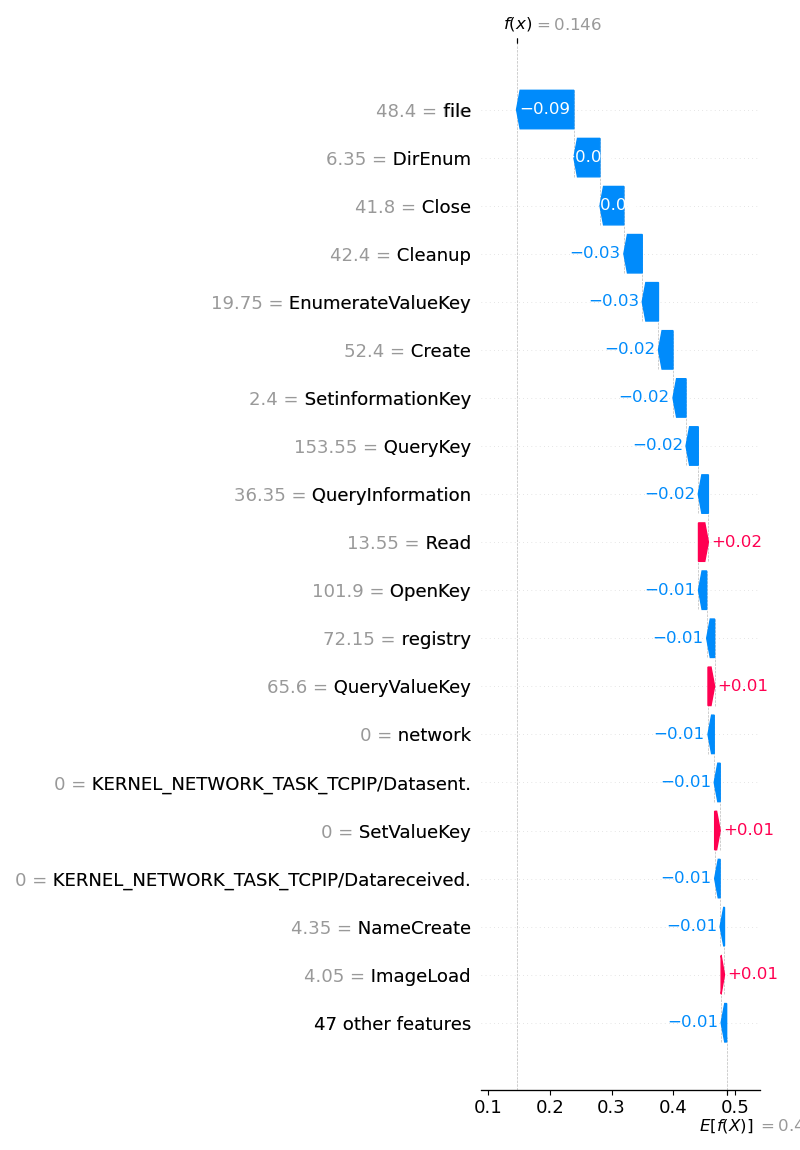 f(x) = 0.146
48.4 = file −0.09
6.35 = DirEnum
41.8 = Close
42.4 = Cleanup −0.03
19.75 = EnumerateValueKey −0.03
52.4 = Create −0.02
2.4 = SetinformationKey −0.02
153.55 = QueryKey −0.02
36.35 = QueryInformation −0.02
13.55 = Read +0.02
101.9 = OpenKey −0.01
72.15 = registry −0.01
65.6 = QueryValueKey +0.01
0 = network −0.01
0 = KERNEL_NETWORK_TASK_TCPIP/Datasent. −0.01
0 = SetValueKey +0.01
0 = KERNEL_NETWORK_TASK_TCPIP/Datareceived. −0.01
4.35 = NameCreate −0.01
4.05 = ImageLoad +0.01
47 other features −0.01
0.1 0.2 0.3 0.4 0.5
E[f(X)] =